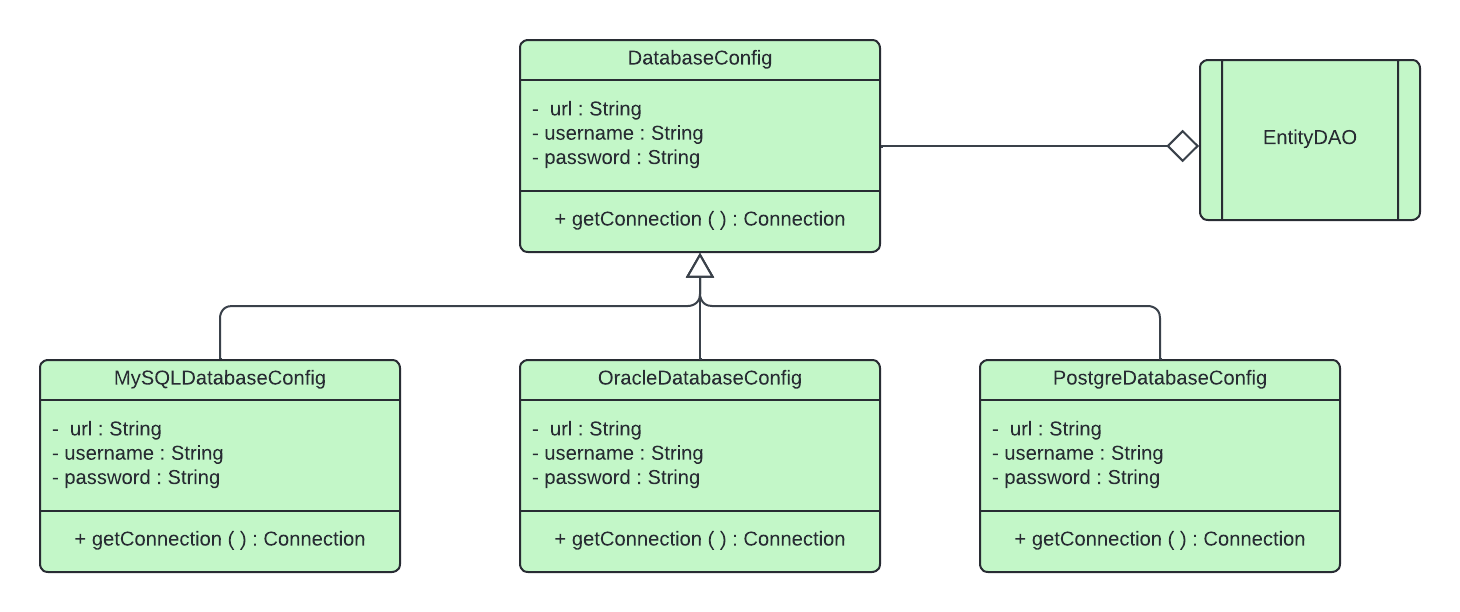 DatabaseConfig
-  url : String
- username : String
- password : String
+ getConnection ( ) : Connection
EntityDAO
MySQLDatabaseConfig
-  url : String
- username : String
- password : String
+ getConnection ( ) : Connection
OracleDatabaseConfig
-  url : String
- username : String
- password : String
+ getConnection ( ) : Connection
PostgreDatabaseConfig
-  url : String
- username : String
- password : String
+ getConnection ( ) : Connection